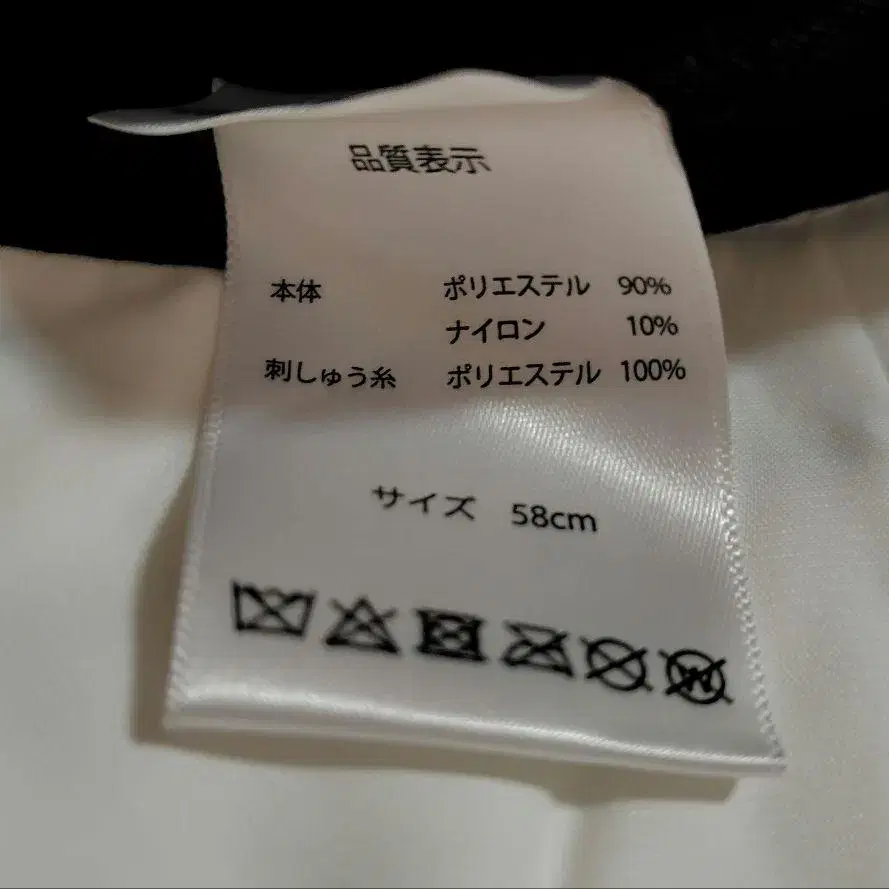 品質表示
本体 ポリエステル 90%
ナイロン 10%
刺しゅう糸 ポリエステル 100%
サイズ 58cm
W